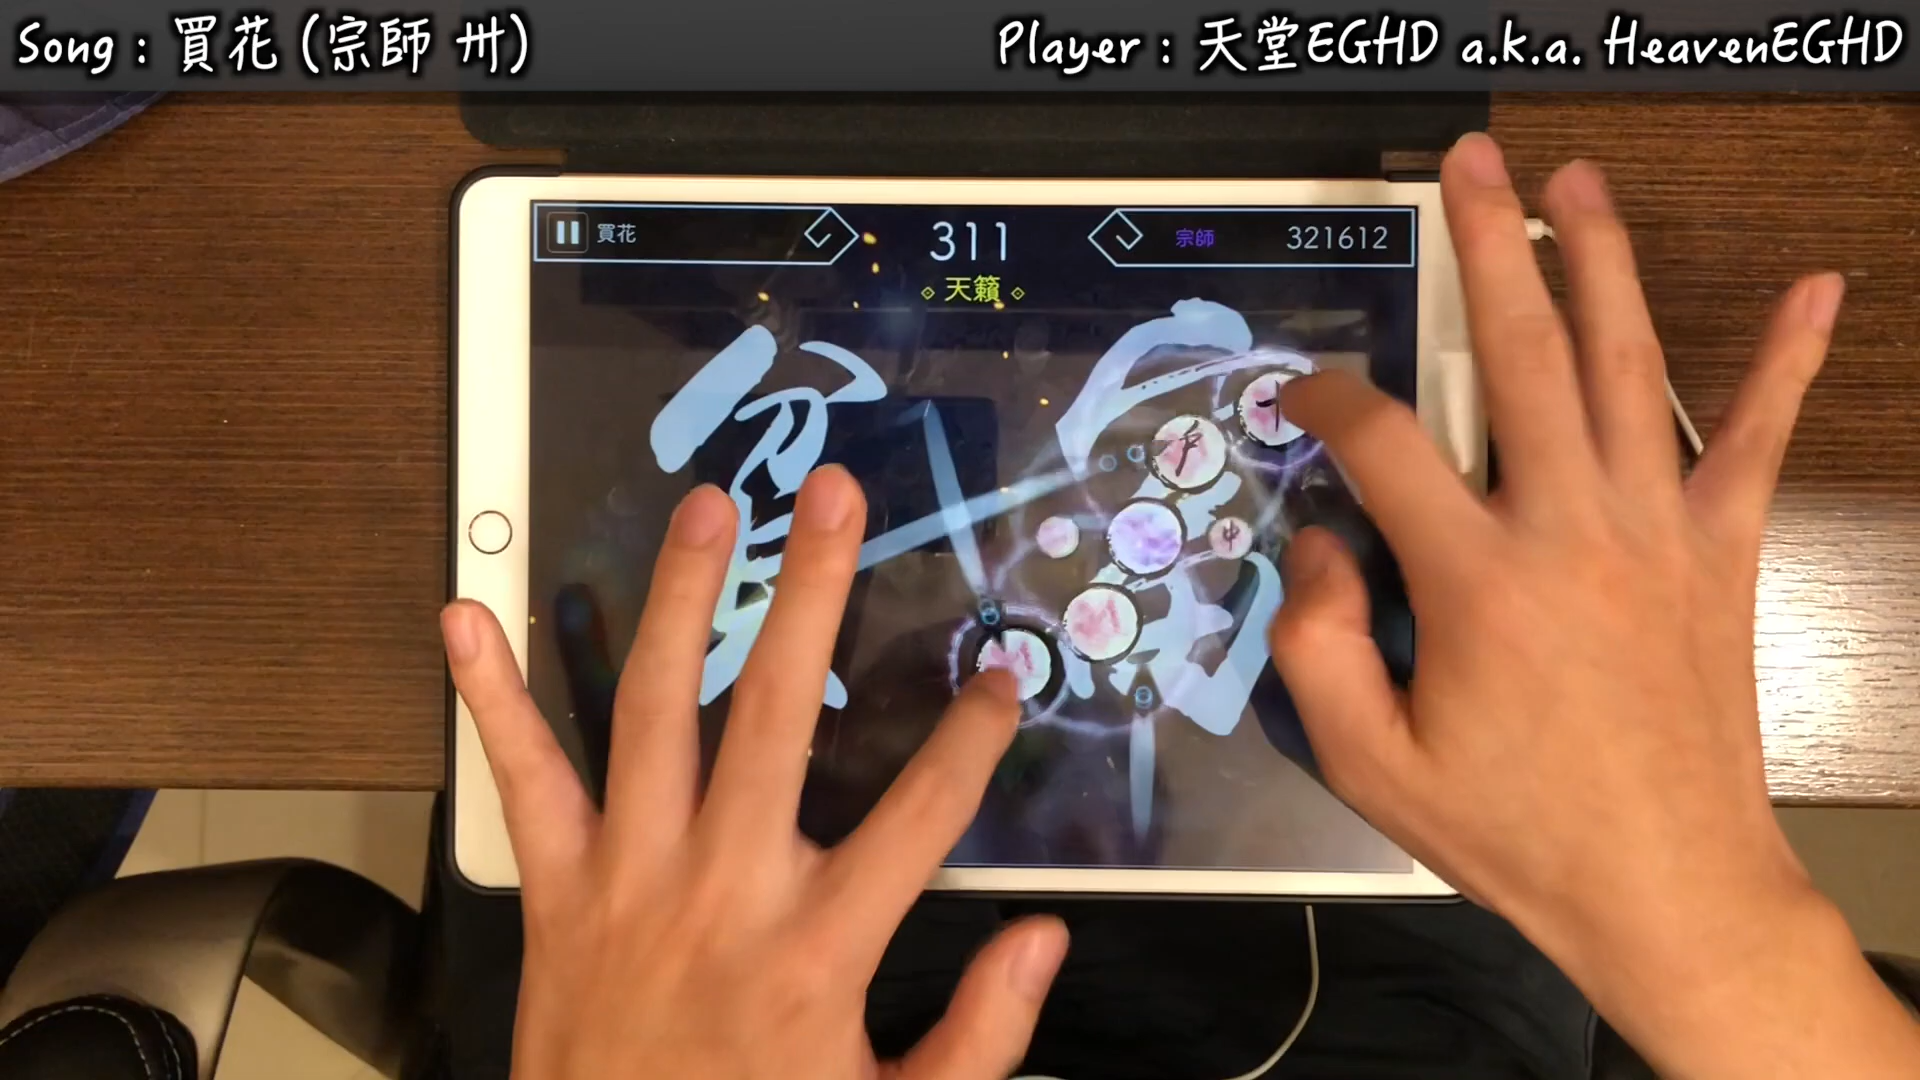 Song : 買花 (宗師 卅)
Player : 天堂EGHD a.k.a. HeavenEGHD
買花
311
宗師
321612
天籟